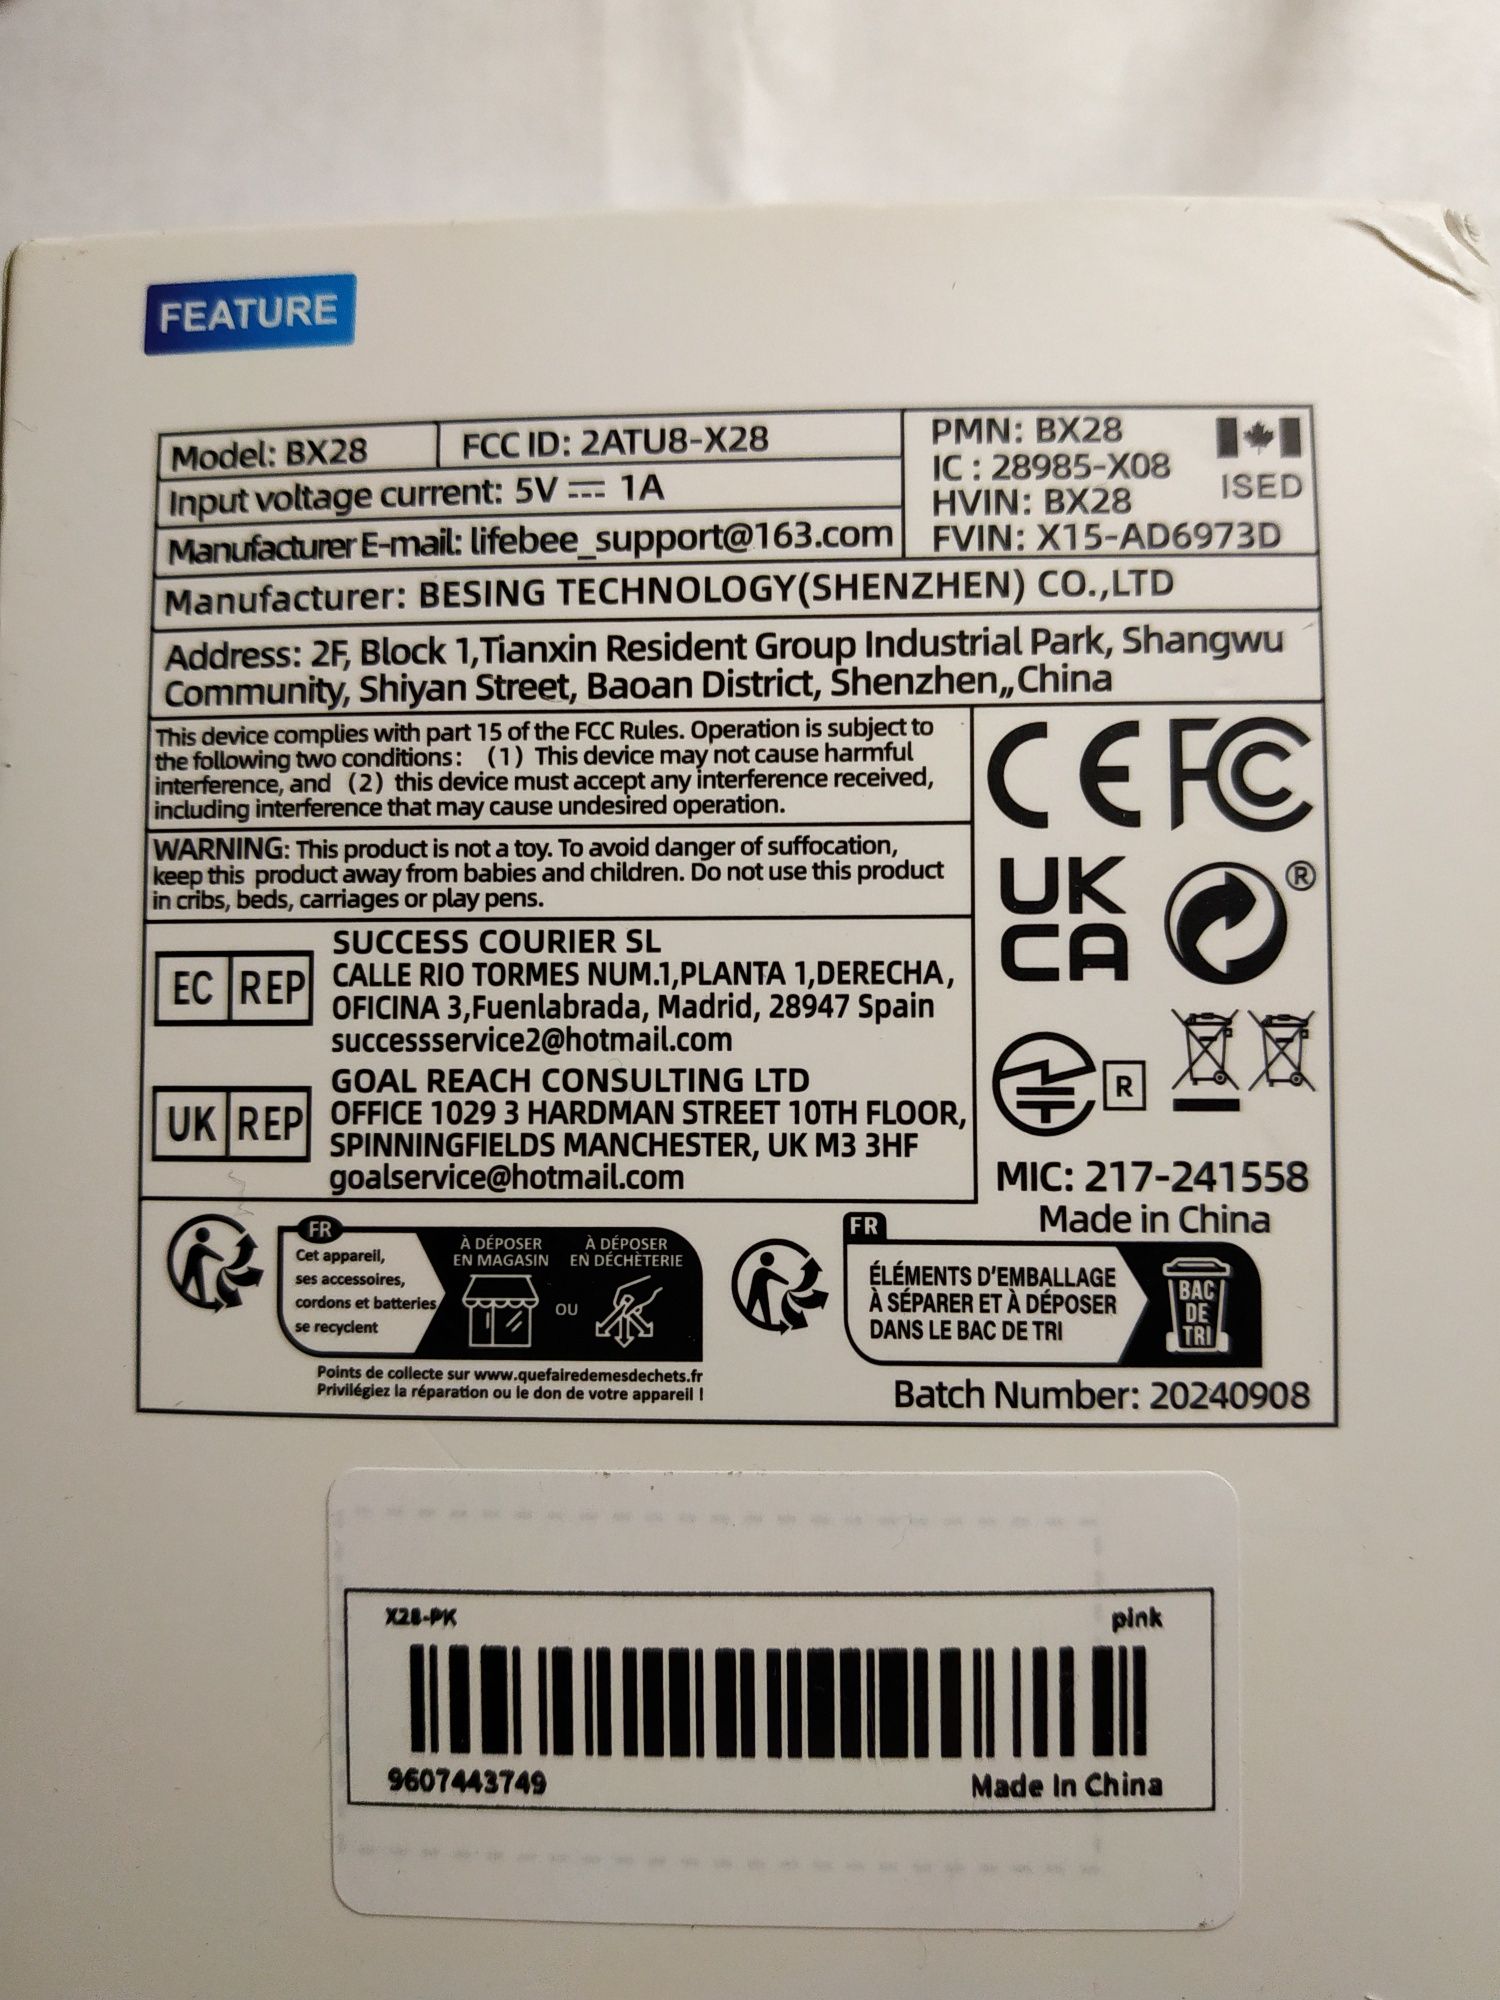 FEATURE
Model: BX28
FCC ID: 2ATU8-X28
Input voltage current: 5V ⎓ 1A
Manufacturer E-mail: lifebee_support@163.com
PMN: BX28
IC : 28985-X08
HVIN: BX28
FVIN: X15-AD6973D
ISED
Manufacturer: BESING TECHNOLOGY(SHENZHEN) CO.,LTD
Address: 2F, Block 1,Tianxin Resident Group Industrial Park, Shangwu
Community, Shiyan Street, Baoan District, Shenzhen,,China
This device complies with part 15 of the FCC Rules. Operation is subject to
the following two conditions: (1) This device may not cause harmful
interference, and (2) this device must accept any interference received,
including interference that may cause undesired operation.
WARNING: This product is not a toy. To avoid danger of suffocation,
keep this product away from babies and children. Do not use this product
in cribs, beds, carriages or play pens.
CE FC
UK
CA
®
EC REP
SUCCESS COURIER SL
CALLE RIO TORMES NUM.1,PLANTA 1,DERECHA,
OFICINA 3,Fuenlabrada, Madrid, 28947 Spain
successservice2@hotmail.com
UK REP
GOAL REACH CONSULTING LTD
OFFICE 1029 3 HARDMAN STREET 10TH FLOOR,
SPINNINGFIELDS MANCHESTER, UK M3 3HF
goalservice@hotmail.com
R
MIC: 217-241558
Made in China
FR
Cet appareil,
ses accessoires,
cordons et batteries
se recyclent
À DÉPOSER
EN MAGASIN
OU
À DÉPOSER
EN DÉCHÈTERIE
Points de collecte sur www.quefairedemesdechets.fr
Privilégiez la réparation ou le don de votre appareil !
FR
ÉLÉMENTS D'EMBALLAGE
À SÉPARER ET À DÉPOSER
DANS LE BAC DE TRI
BAC
DE
TRI
Batch Number: 20240908
X28-PK
pink
9607443749
Made In China